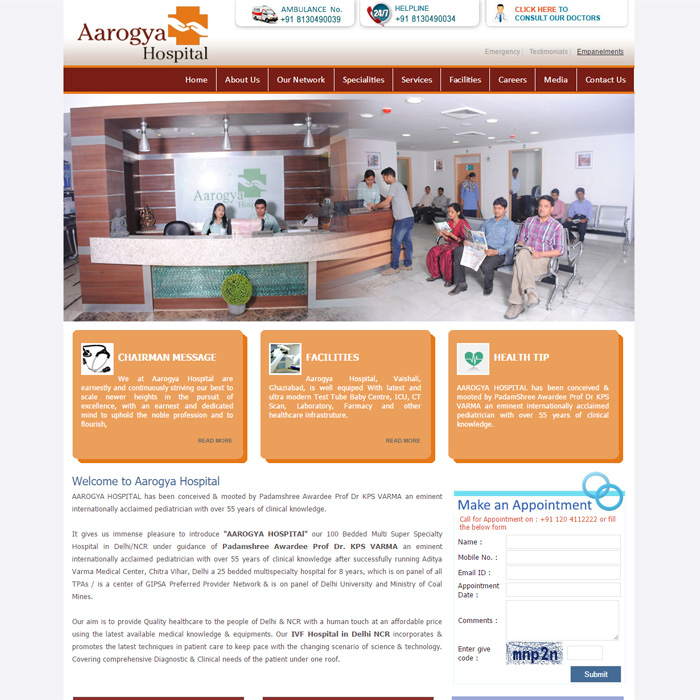 Aarogya
Hospital
AMBULANCE No.
+91 8130490039
24/7
HELPLINE
+91 8130490034
CLICK HERE TO
CONSULT OUR DOCTORS
Emergency | Testimonials | Empanelments
Home
About Us
Our Network
Specialities
Services
Facilities
Careers
Media
Contact Us
Aarogya
Hospital
CHAIRMAN MESSAGE
We at Aarogya Hospital are
earnestly and continuously striving our best to
scale newer heights in the pursuit of
excellence, with an earnest and dedicated
mind to uphold the noble profession and to
flourish,
READ MORE
FACILITIES
Aarogya Hospital, Vaishali,
Ghaziabad, is well equiped With latest and
ultra modern Test Tube Baby Centre, ICU, CT
Scan, Laboratory, Farmacy and other
healthcare infrastruture.
READ MORE
HEALTH TIP
AAROGYA HOSPITAL has been conceived &
mooted by PadamShree Awardee Prof Dr KPS
VARMA an eminent internationally acclaimed
pediatrician with over 55 years of clinical
knowledge.
Welcome to Aarogya Hospital
AAROGYA HOSPITAL has been conceived & mooted by Padamshree Awardee Prof Dr KPS VARMA an eminent
internationally acclaimed pediatrician with over 55 years of clinical knowledge.
It gives us immense pleasure to introduce "AAROGYA HOSPITAl" our 100 Bedded Multi Super Specialty
Hospital in Delhi/NCR under guidance of Padamshree Awardee Prof Dr. KPS VARMA an eminent
internationally acclaimed pediatrician with over 55 years of clinical knowledge after successfully running Aditya
Varma Medical Center, Chitra Vihar, Delhi a 25 bedded multispecialty hospital for 8 years, which is on panel of all
TPAs / is a center of GIPSA Preferred Provider Network & is on panel of Delhi University and Ministry of Coal
Mines.
Our aim is to provide Quality healthcare to the people of Delhi & NCR with a human touch at an affordable price
using the latest available medical knowledge & equipments. Our IVF Hospital in Delhi NCR incorporates &
promotes the latest techniques in patient care to keep pace with the changing scenario of science & technology.
Covering comprehensive Diagnostic & Clinical needs of the patient under one roof.
Make an Appointment
Call for Appointment on : +91 120 4112222 or fill
the below form
Name :
Mobile No. :
Email ID :
Appointment
Date :
Comments :
Enter give
code :
mnp2n
Submit